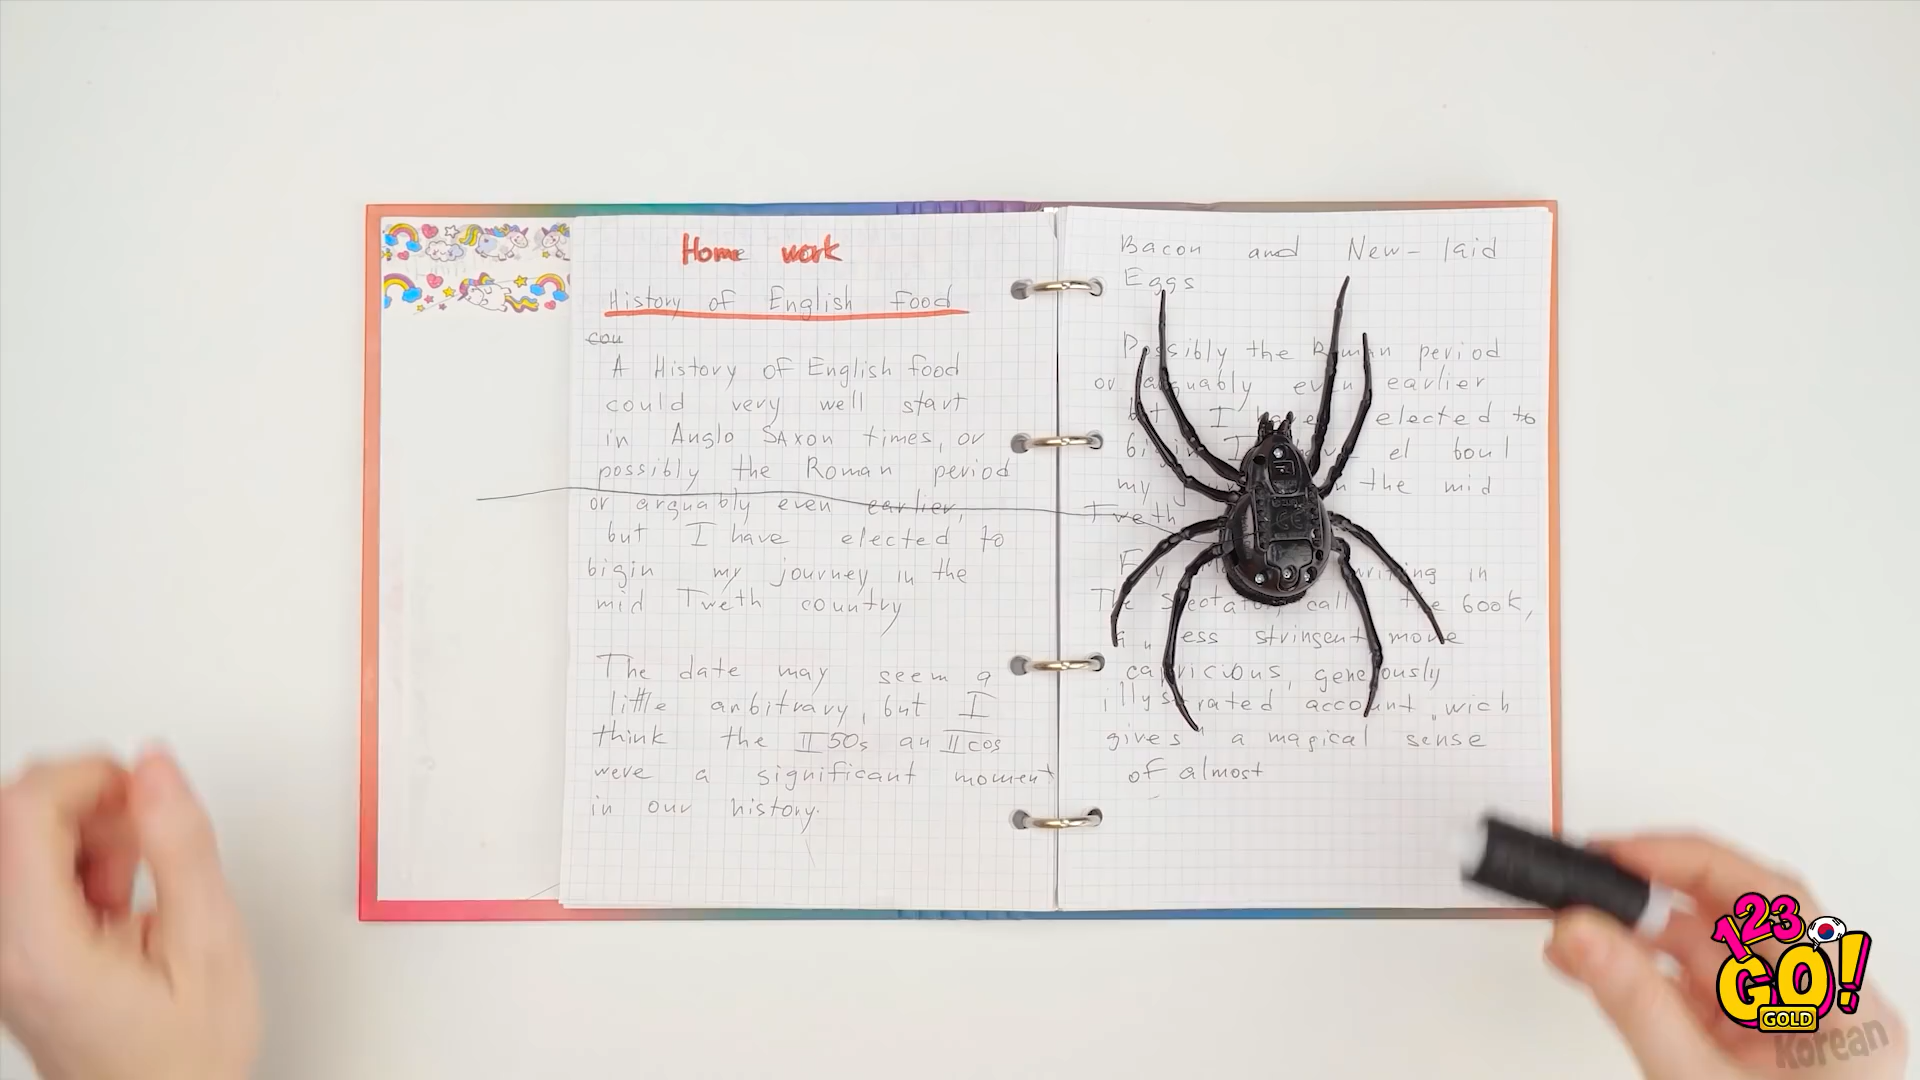 Home work
History of English food
cou
A History of English food
could very well start
in Anglo SAxon times, or
possibly the Roman period
or arguably even earlier,
but I have elected to
bigin my journey in the
mid Tweth country
The date may seem a
little arbitrary, but I
think the II50s an IIcos
were a significant moment
in our history.
Bacon and New-laid
Eggs
Possibly the Roman period
or arguably even earlier
but I elected to
el boul
my the mid
Tweth
writing in
The call the book,
ess stringent more
capricious, generously
illystrated account "wich
gives" a magical sense
of almost
123
GO!
GOLD
Korean